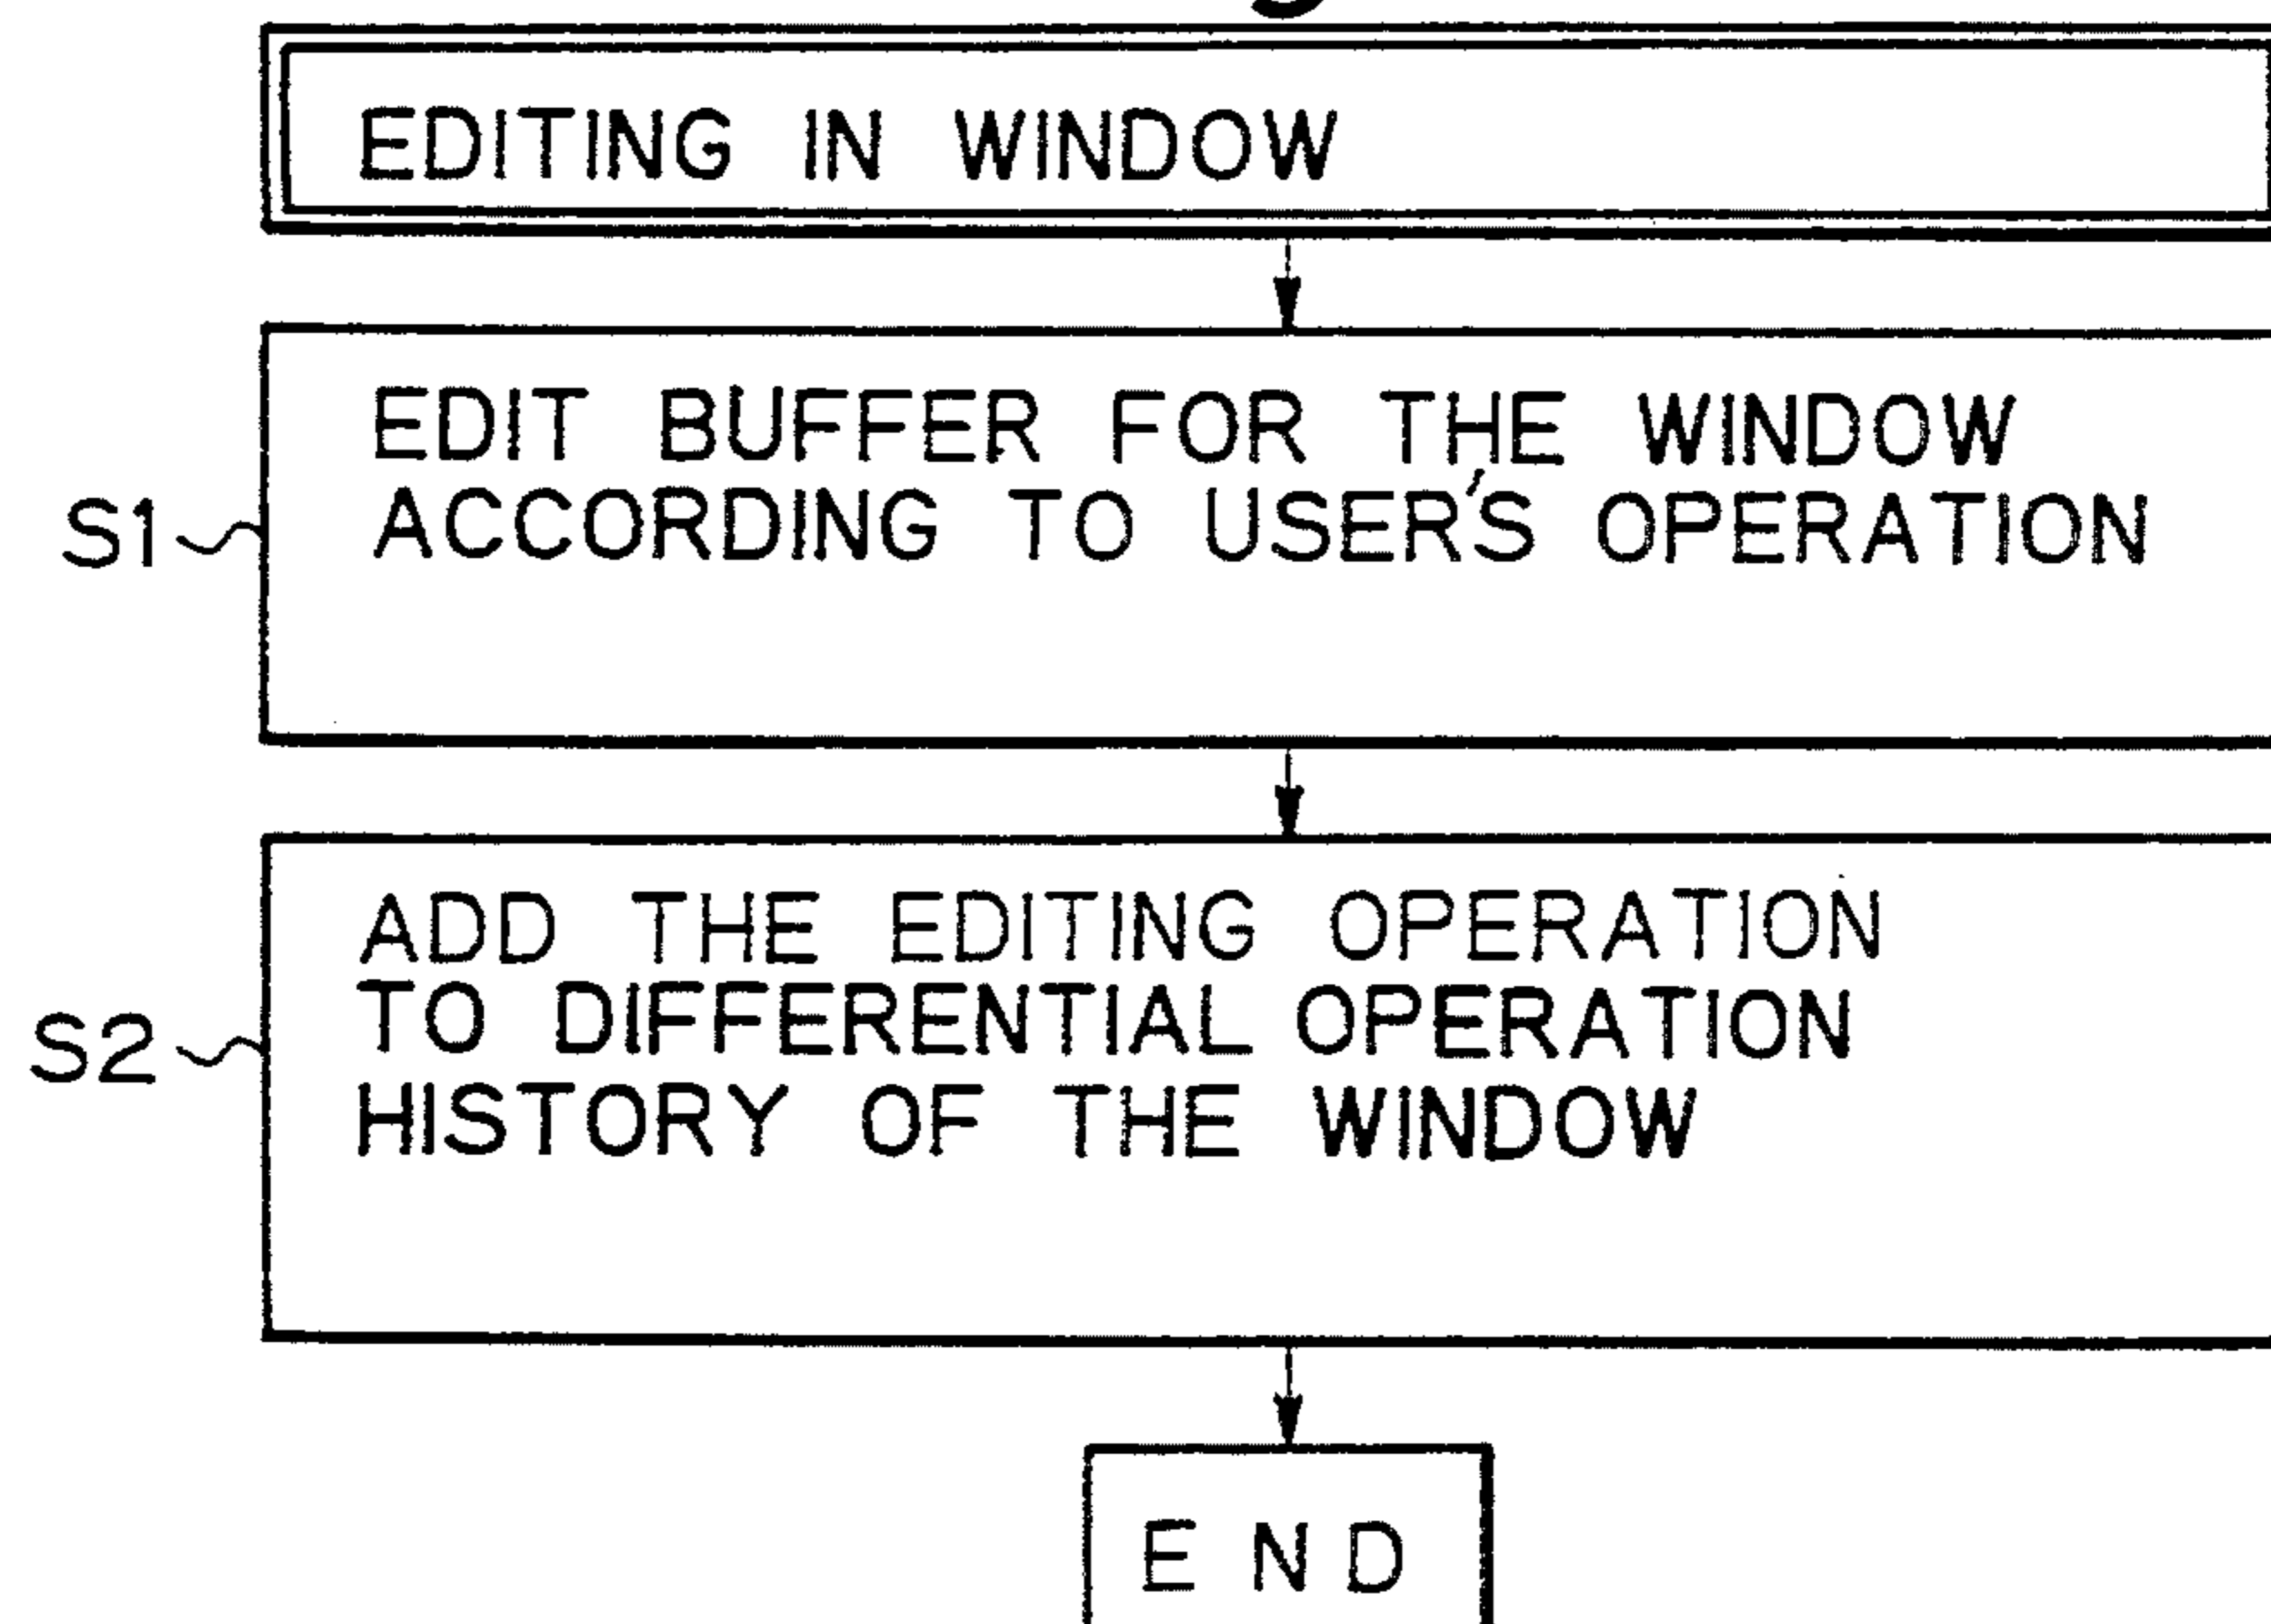 EDITING IN WINDOW
EDIT BUFFER FOR THE WINDOW
S1 ACCORDING TO USER'S OPERATION
ADD THE EDITING OPERATION
S2 TO DIFFERENTIAL OPERATION
HISTORY OF THE WINDOW
END